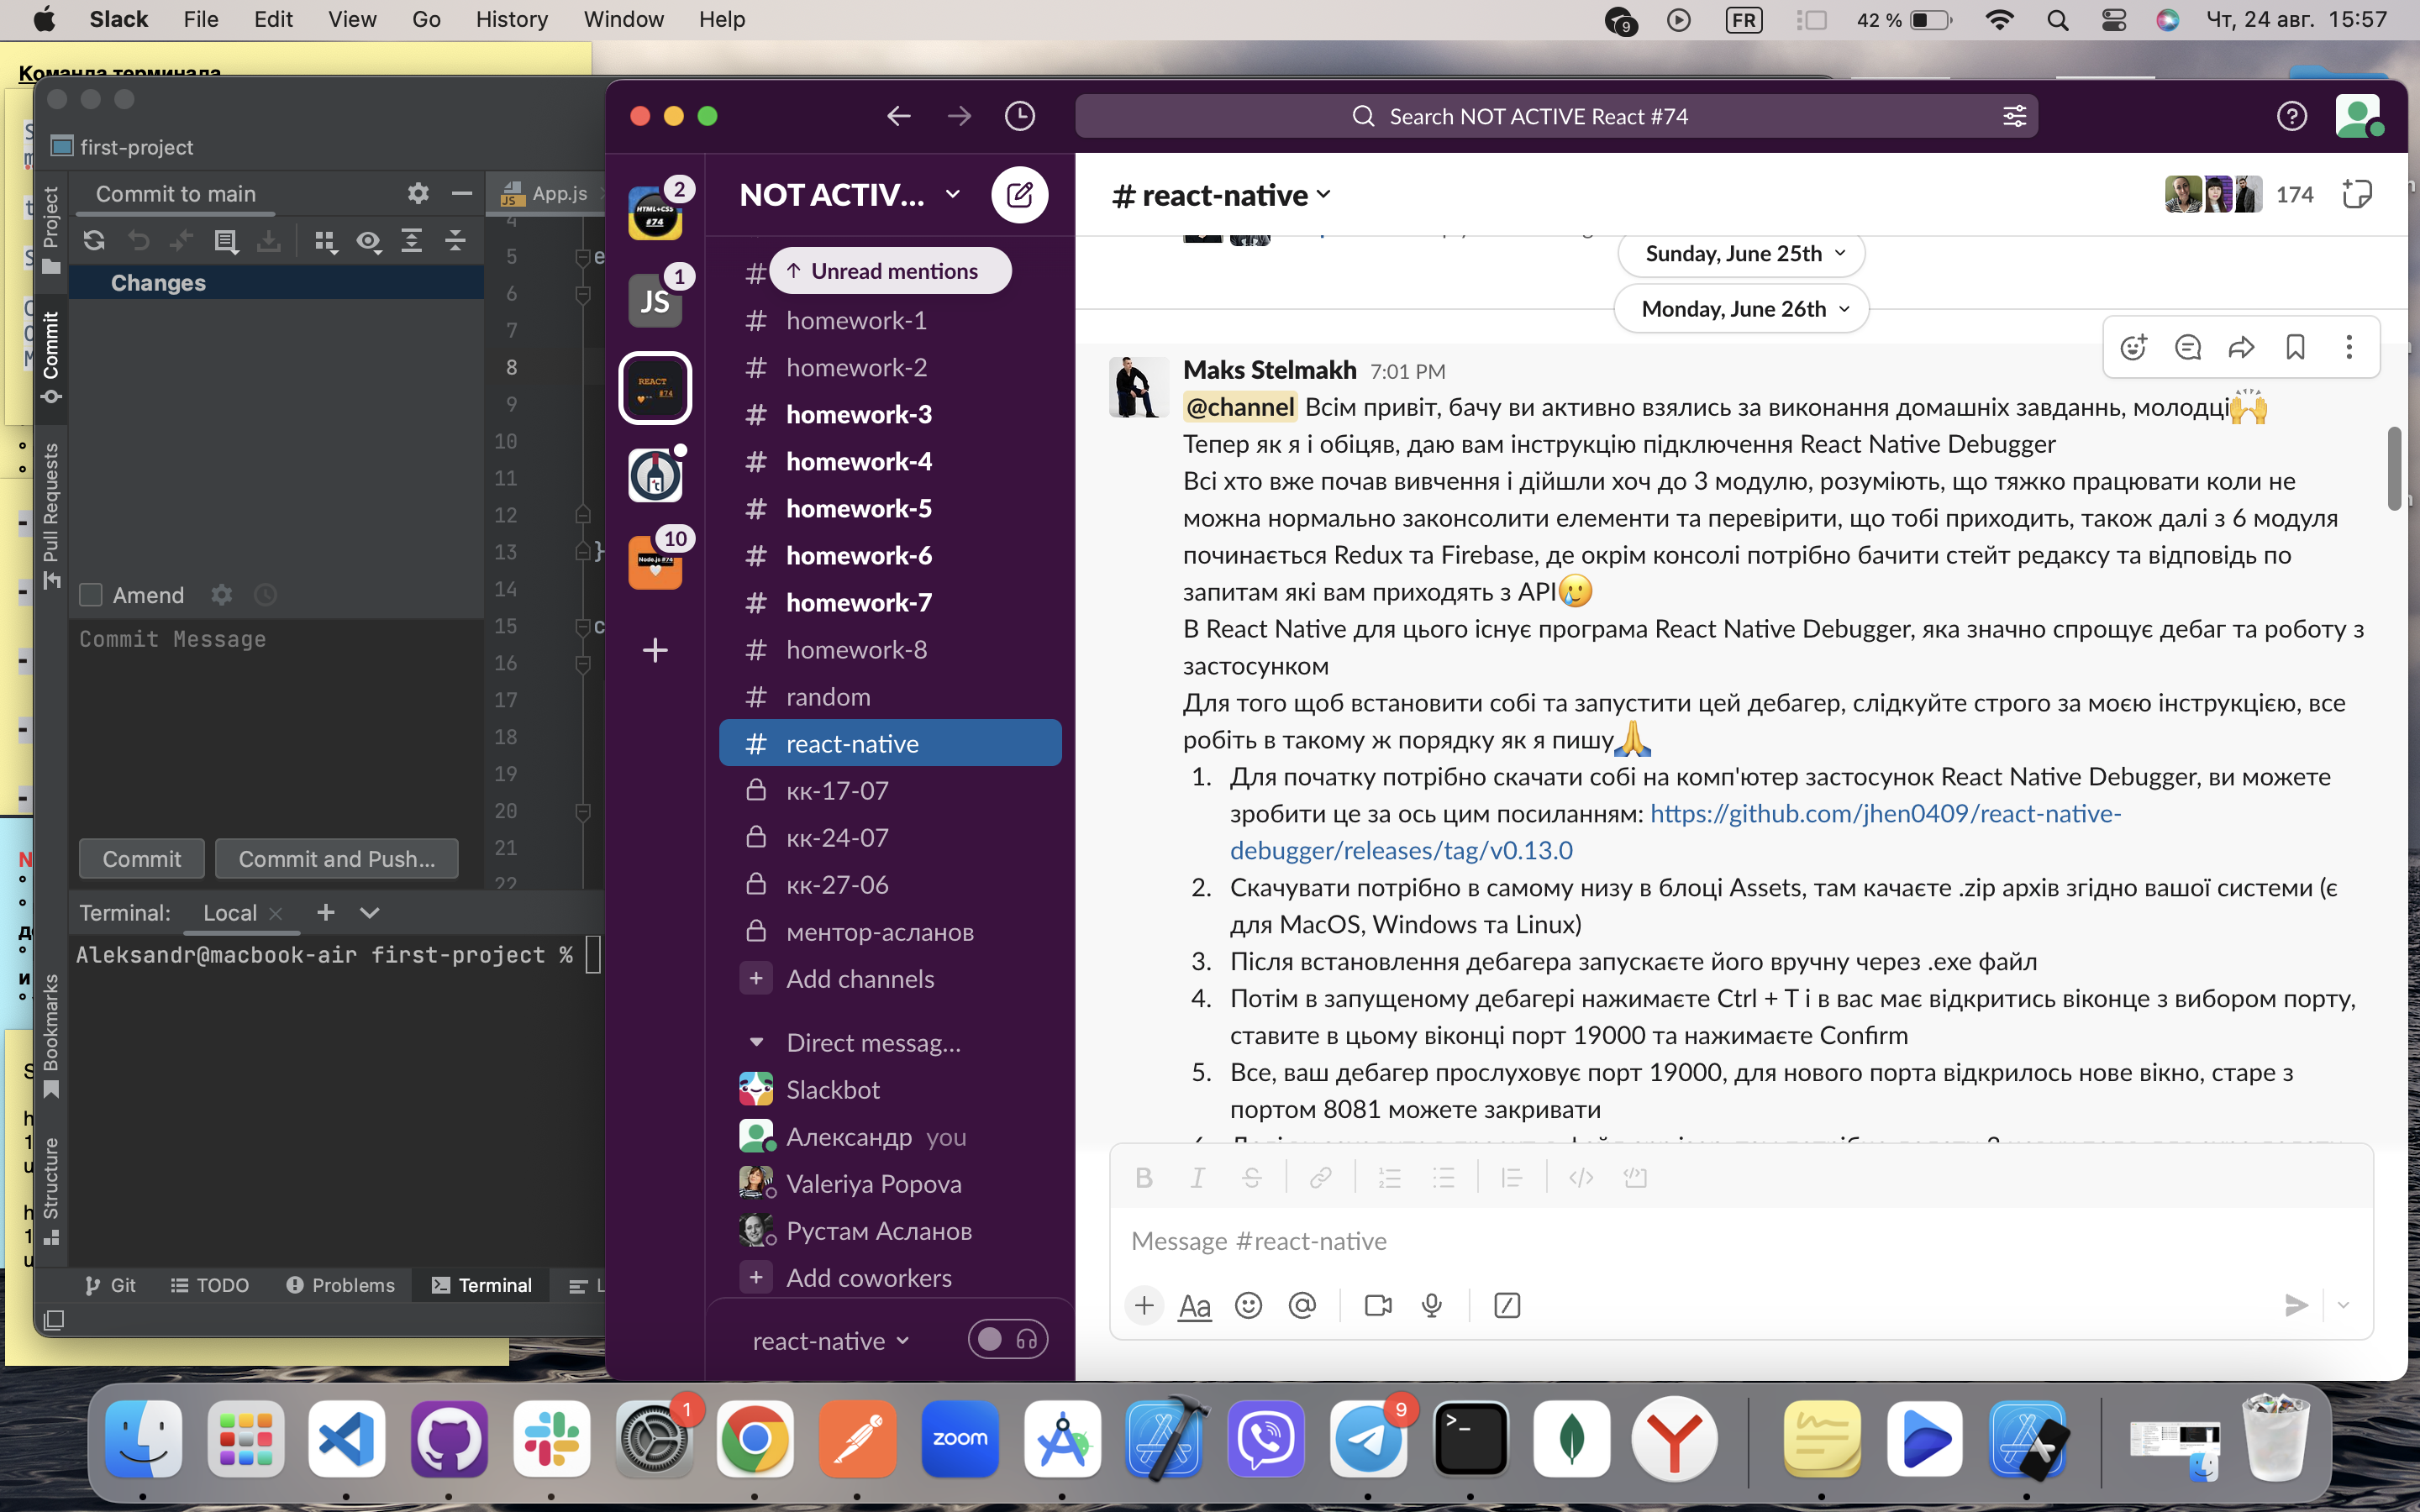 Slack File Edit View Go History Window Help
9 FR 42 % Чт, 24 авг. 15:57
Команда терминала
first-project
Search NOT ACTIVE React #74
Commit to main
App.js
Project
Commit
Pull Requests
Bookmarks
Structure
Changes
4
5 e
6
7
8
9
10
11
12
13 }
14
15 c
16
17
18
19
20
21
22
Amend
Commit Message
Commit Commit and Push...
Terminal: Local
Aleksandr@macbook-air first-project %
Git TODO Problems Terminal L
HTML+CSS #74
2
JS
1
REACT #74
Node.js #74
10
NOT ACTIV...
# Unread mentions
# homework-1
# homework-2
# homework-3
# homework-4
# homework-5
# homework-6
# homework-7
# homework-8
# random
# react-native
кк-17-07
кк-24-07
кк-27-06
ментор-асланов
+ Add channels
Direct messag...
Slackbot
Александр you
Valeriya Popova
Рустам Асланов
+ Add coworkers
react-native
# react-native
174
Sunday, June 25th
Monday, June 26th
Maks Stelmakh 7:01 PM
@channel Всім привіт, бачу ви активно взялись за виконання домашніх завданнь, молодці🙌
Тепер як я і обіцяв, даю вам інструкцію підключення React Native Debugger
Всі хто вже почав вивчення і дійшли хоч до 3 модулю, розуміють, що тяжко працювати коли не
можна нормально законсолити елементи та перевірити, що тобі приходить, також далі з 6 модуля
починається Redux та Firebase, де окрім консолі потрібно бачити стейт редаксу та відповідь по
запитам які вам приходять з API🥲
В React Native для цього існує програма React Native Debugger, яка значно спрощує дебаг та роботу з
застосунком
Для того щоб встановити собі та запустити цей дебагер, слідкуйте строго за моєю інструкцією, все
робіть в такому ж порядку як я пишу🙏
1. Для початку потрібно скачати собі на комп'ютер застосунок React Native Debugger, ви можете
зробити це за ось цим посиланням: https://github.com/jhen0409/react-native-
debugger/releases/tag/v0.13.0
2. Скачувати потрібно в самому низу в блоці Assets, там качаєте .zip архів згідно вашої системи (є
для MacOS, Windows та Linux)
3. Після встановлення дебагера запускаєте його вручну через .exe файл
4. Потім в запущеному дебагері нажимаєте Ctrl + T і в вас має відкритись віконце з вибором порту,
ставите в цьому віконці порт 19000 та нажимаєте Confirm
5. Все, ваш дебагер прослуховує порт 19000, для нового порта відкрилось нове вікно, старе з
портом 8081 можете закривати
Message #react-native
Aa
1
zoom
9